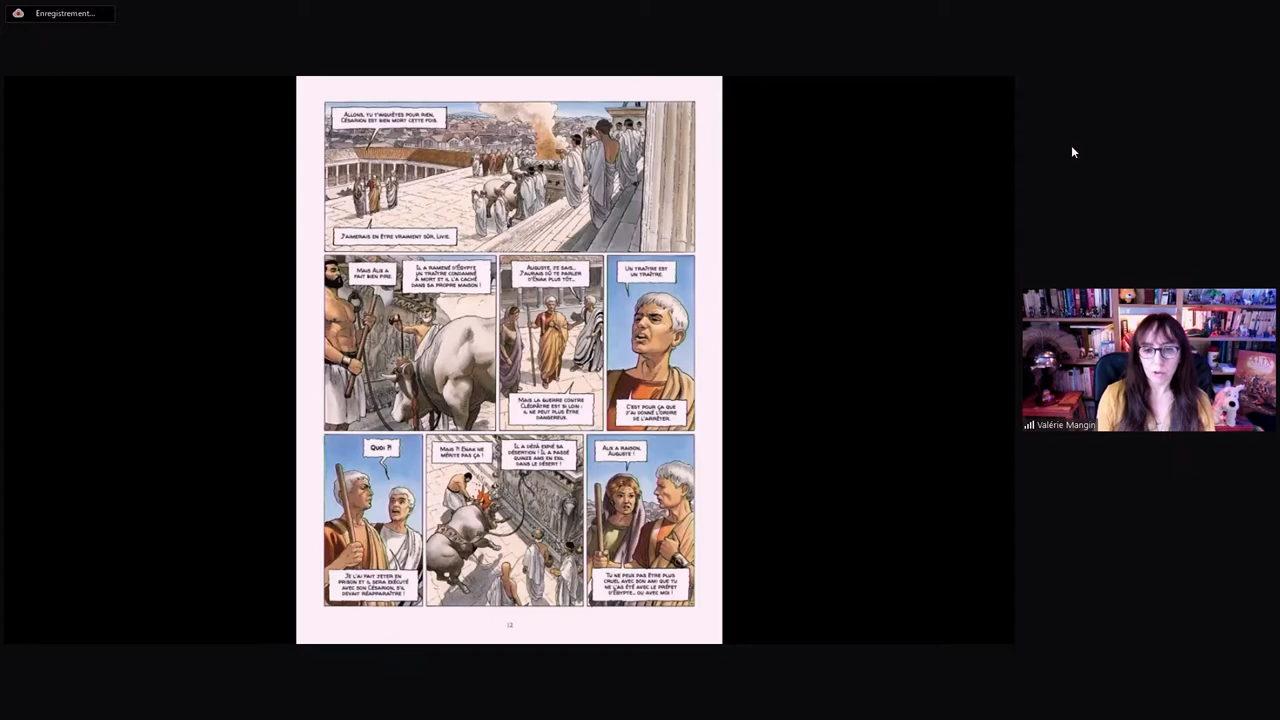 Enregistrement...
ALLONS, TU T'INQUIÈTES POUR RIEN,
CÉSARION EST BIEN MORT CETTE FOIS.
J'AIMERAIS EN ÊTRE VRAIMENT SÛR, LIVIE.
MAIS ALIX A
FAIT BIEN PIRE.
IL A RAMENÉ D'ÉGYPTE
UN TRAÎTRE CONDAMNÉ
À MORT ET IL L'A CACHÉ
DANS SA PROPRE MAISON !
AUGUSTE, JE SAIS...
J'AURAIS DÛ TE PARLER
D'ENAK PLUS TÔT...
MAIS LA GUERRE CONTRE
CLÉOPÂTRE EST SI LOIN :
IL NE PEUT PLUS ÊTRE
DANGEREUX.
UN TRAÎTRE EST
UN TRAÎTRE.
C'EST POUR ÇA QUE
J'AI DONNÉ L'ORDRE
DE L'ARRÊTER.
QUOI ?!
JE L'AI FAIT JETER EN
PRISON ET IL SERA EXÉCUTÉ
AVEC SON CÉSARION, S'IL
DEVAIT RÉAPPARAÎTRE !
MAIS ?! ENAK NE
MÉRITE PAS ÇA !
IL A DÉJÀ EXPIÉ SA
DÉSERTION ! IL A PASSÉ
QUINZE ANS EN EXIL
DANS LE DÉSERT !
ALIX A RAISON,
AUGUSTE !
TU NE PEUX PAS ÊTRE PLUS
CRUEL AVEC SON AMI QUE TU
NE L'AS ÉTÉ AVEC LE PRÉFET
D'ÉGYPTE... OU AVEC MOI !
12
Valérie Mangin